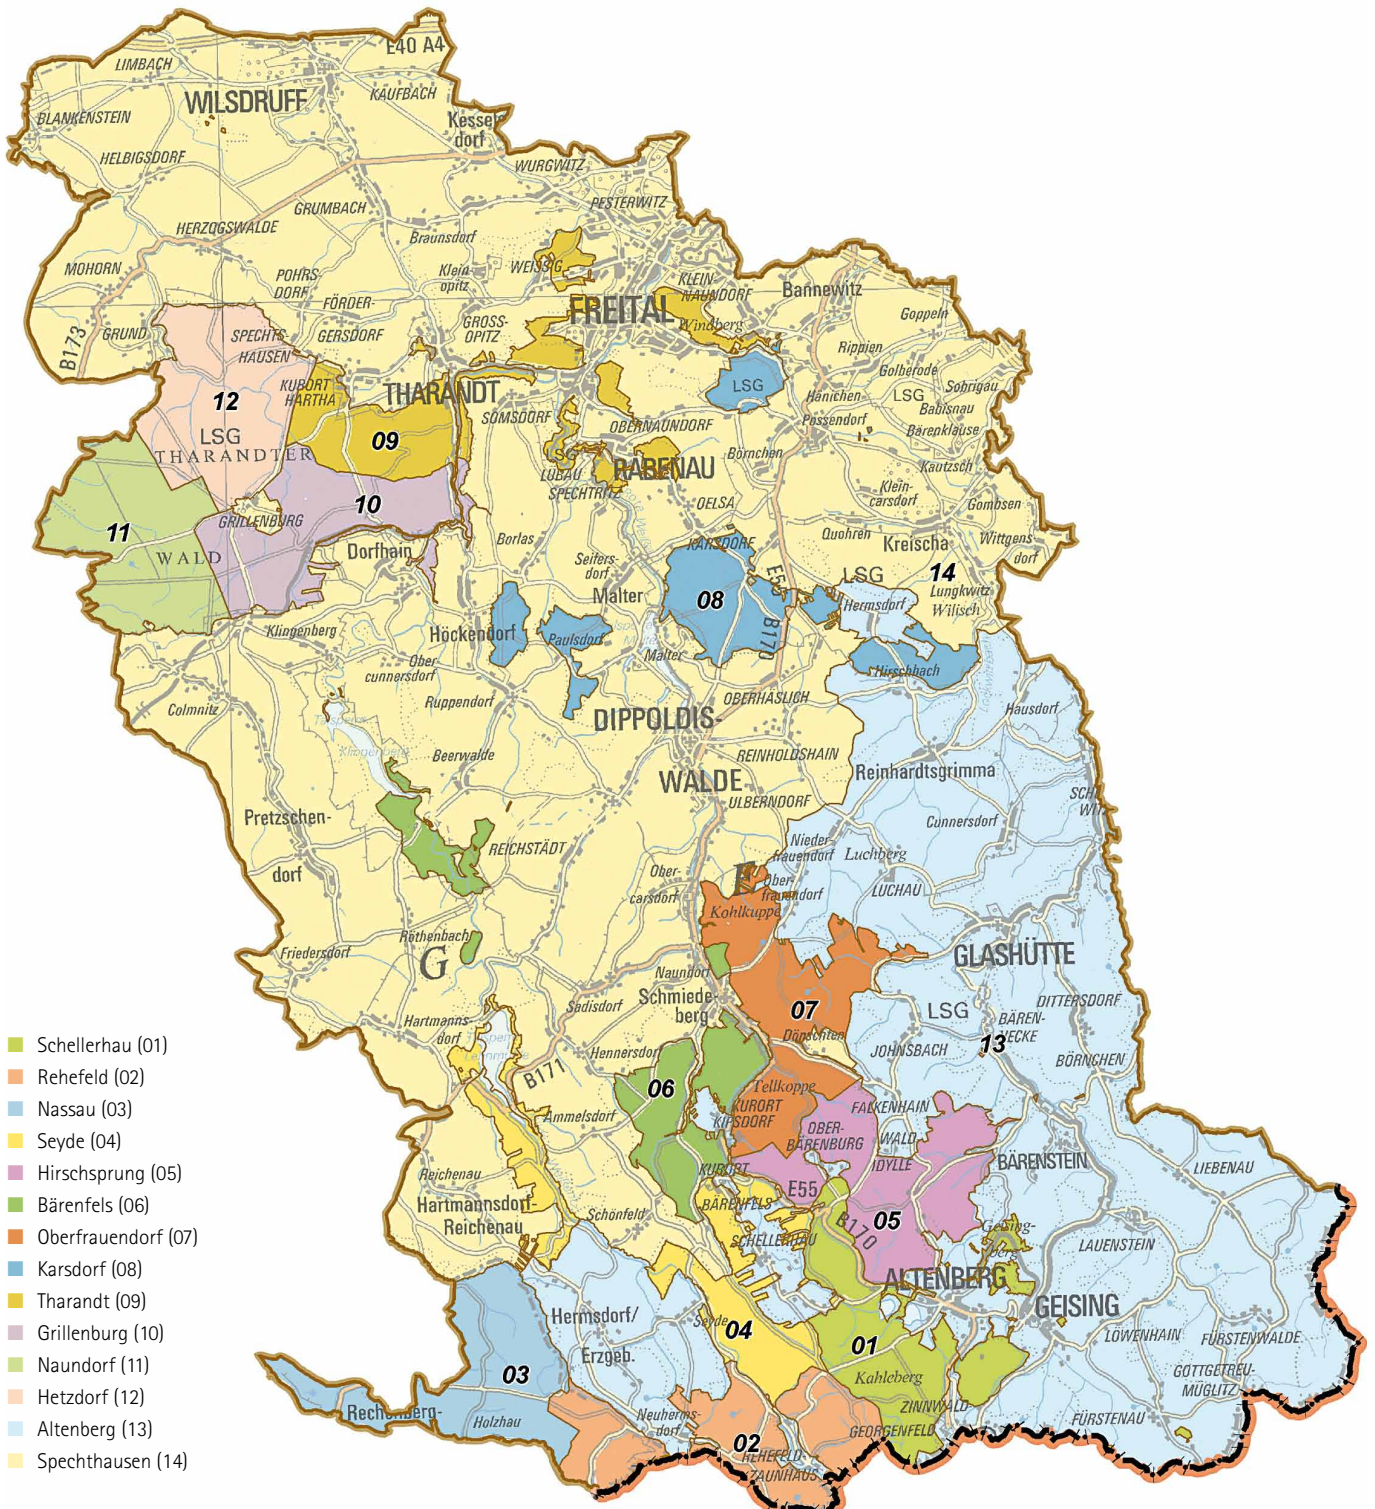 E40 A4
LIMBACH
WILSDRUFF
KAUFBACH
BLANKENSTEIN
Kessels
dorf
HELBIGSDORF
WURGWITZ
PESTERWITZ
GRUMBACH
HERZOGSWALDE
Braunsdorf
MOHORN
POHRS-
DORF
Klein
opitz
WEISSIG
KLEIN-
NAUNDORF
Bannewitz
FÖRDER-
GERSDORF
FREITAL
Goppeln
B173
GRUND
SPECHTS
HAUSEN
GROSS-
OPITZ
Windberg
Rippien
Golberode
KURORT
HARTHA
THARANDT
LSG
LSG
Sobrigau
12
Hänichen
Babisnau
SOMSDORF
OBERNAUNDORF
Possendorf
Bärenklause
LSG
THARANDTER
09
LSG
LÜBAU
RABENAU
Börnchen
Kautzsch
SPECHTRITZ
Klein-
carsdorf
10
OELSA
Gombsen
GRILLENBURG
11
WALD
Dorfhain
Borlas
KARSDORF
Quohren
Kreischa
Wittgens
dorf
Seifers-
dorf
E55
LSG
14
Malter
08
Hermsdorf
Lungkwitz
Wilisch
Klingenberg
Höckendorf
Paulsdorf
B170
Malter
Hirschbach
Ober
cunnersdorf
Ruppendorf
OBERHÄSLICH
Colmnitz
DIPPOLDIS-
Hausdorf
Klingenberg
Beerwalde
REINHOLDSHAIN
WALDE
Reinhardtsgrimma
ULBERNDORF
Pretzschen-
dorf
REICHSTÄDT
Cunnersdorf
Nieder-
frauendorf
Luchberg
Ober-
carsdorf
E
Ober-
frauendorf
LUCHAU
Kohlkuppe
Röthenbach
Friedersdorf
G
GLASHÜTTE
Naundorf
Schmiede-
berg
Sadisdorf
07
LSG
DITTERSDORF
Hartmanns-
dorf
BÄREN-
HECKE
Dönschten
13
JOHNSBACH
Hennersdorf
BÖRNCHEN
B171
06
Tellkoppe
Ammelsdorf
KURORT
KIPSDORF
FALKENHAIN
OBER-
BÄRENBURG
WALD-
IDYLLE
BÄRENSTEIN
LIEBENAU
Reichenau
KURORT
BÄRENFELS
E55
Hartmannsdorf-
Reichenau
Schönfeld
05
B170
Geising-
berg
SCHELLERHAU
LAUENSTEIN
ALTENBERG
GEISING
Hermsdorf/
Erzgeb.
Seyde
04
01
LÖWENHAIN
FÜRSTENWALDE
03
Kahleberg
GOTTGETREU-
MÜGLITZ
Rechenberg-
Holzhau
Neuherms-
dorf
ZINNWALD
GEORGENFELD
FÜRSTENAU
02
REHEFELD
ZAUNHAUS
Schellerhau (01)
Rehefeld (02)
Nassau (03)
Seyde (04)
Hirschsprung (05)
Bärenfels (06)
Oberfrauendorf (07)
Karsdorf (08)
Tharandt (09)
Grillenburg (10)
Naundorf (11)
Hetzdorf (12)
Altenberg (13)
Spechthausen (14)